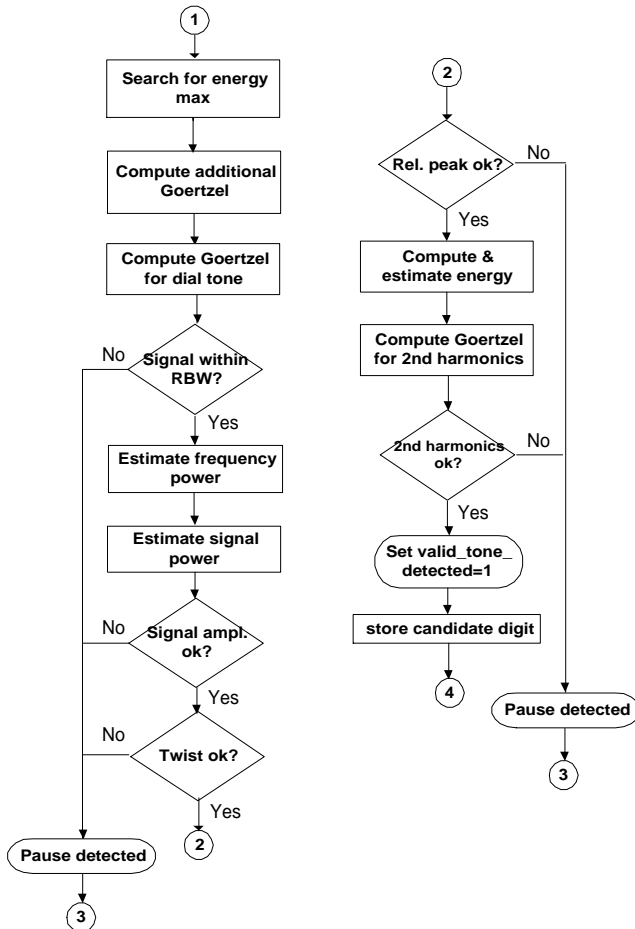 1
Search for energy
max
Compute additional
Goertzel
Compute Goertzel
for dial tone
No
Signal within
RBW?
Yes
Estimate frequency
power
Estimate signal
power
No
Signal ampl.
ok?
Yes
No
Twist ok?
Yes
2
Pause detected
3
2
Rel. peak ok?
No
Yes
Compute &
estimate energy
Compute Goertzel
for 2nd harmonics
2nd harmonics
ok?
No
Yes
Set valid_tone_
detected=1
store candidate digit
4
Pause detected
3